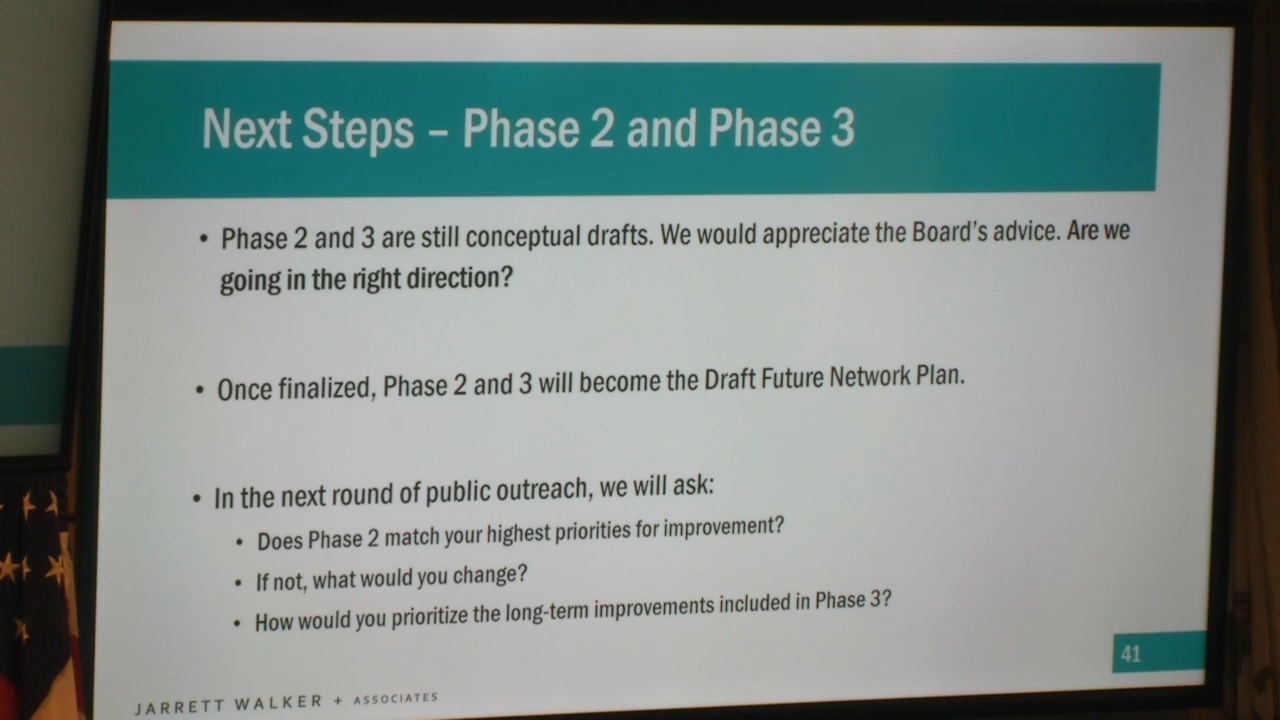 Next Steps – Phase 2 and Phase 3
• Phase 2 and 3 are still conceptual drafts. We would appreciate the Board's advice. Are we
going in the right direction?
• Once finalized, Phase 2 and 3 will become the Draft Future Network Plan.
• In the next round of public outreach, we will ask:
• Does Phase 2 match your highest priorities for improvement?
• If not, what would you change?
• How would you prioritize the long-term improvements included in Phase 3?
41
JARRETT WALKER + ASSOCIATES